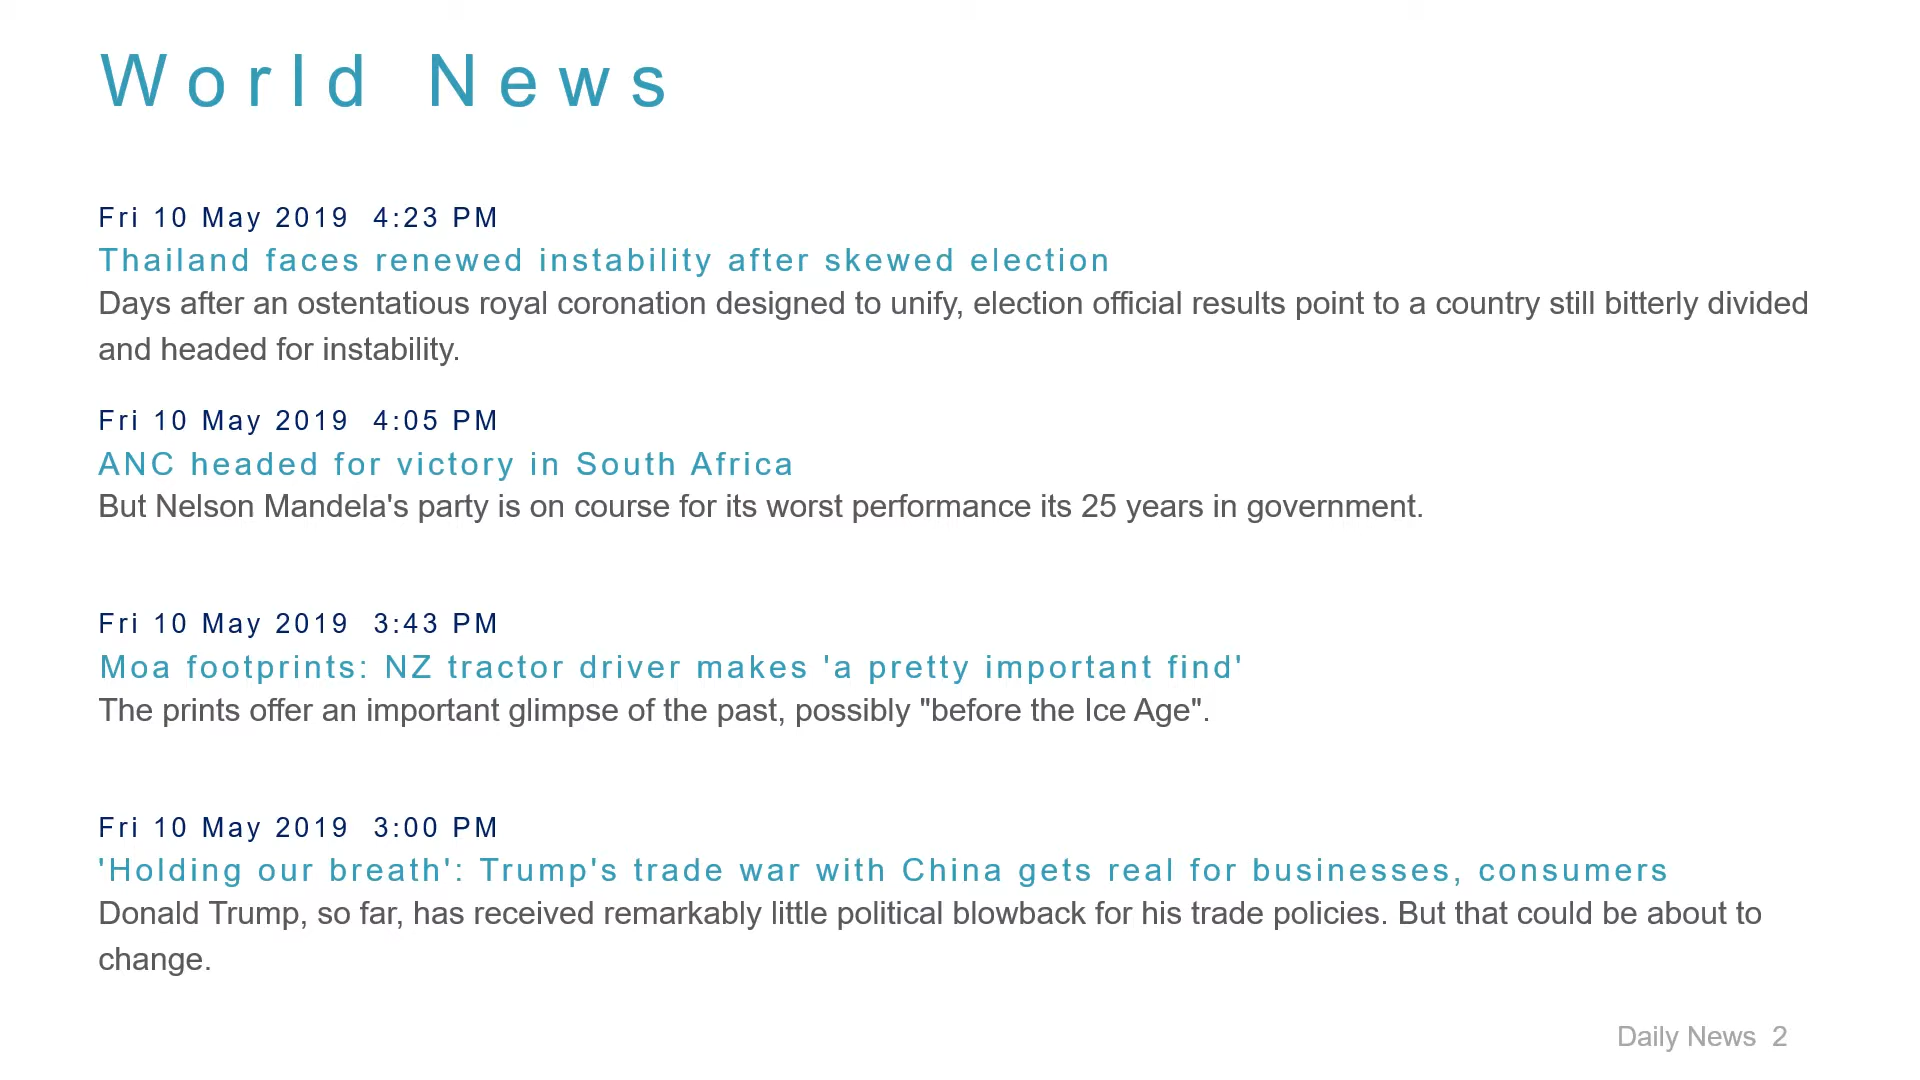 World News
Fri 10 May 2019  4:23 PM
Thailand faces renewed instability after skewed election
Days after an ostentatious royal coronation designed to unify, election official results point to a country still bitterly divided
and headed for instability.
Fri 10 May 2019  4:05 PM
ANC headed for victory in South Africa
But Nelson Mandela's party is on course for its worst performance its 25 years in government.
Fri 10 May 2019  3:43 PM
Moa footprints: NZ tractor driver makes 'a pretty important find'
The prints offer an important glimpse of the past, possibly "before the Ice Age".
Fri 10 May 2019  3:00 PM
'Holding our breath': Trump's trade war with China gets real for businesses, consumers
Donald Trump, so far, has received remarkably little political blowback for his trade policies. But that could be about to
change.
Daily News  2